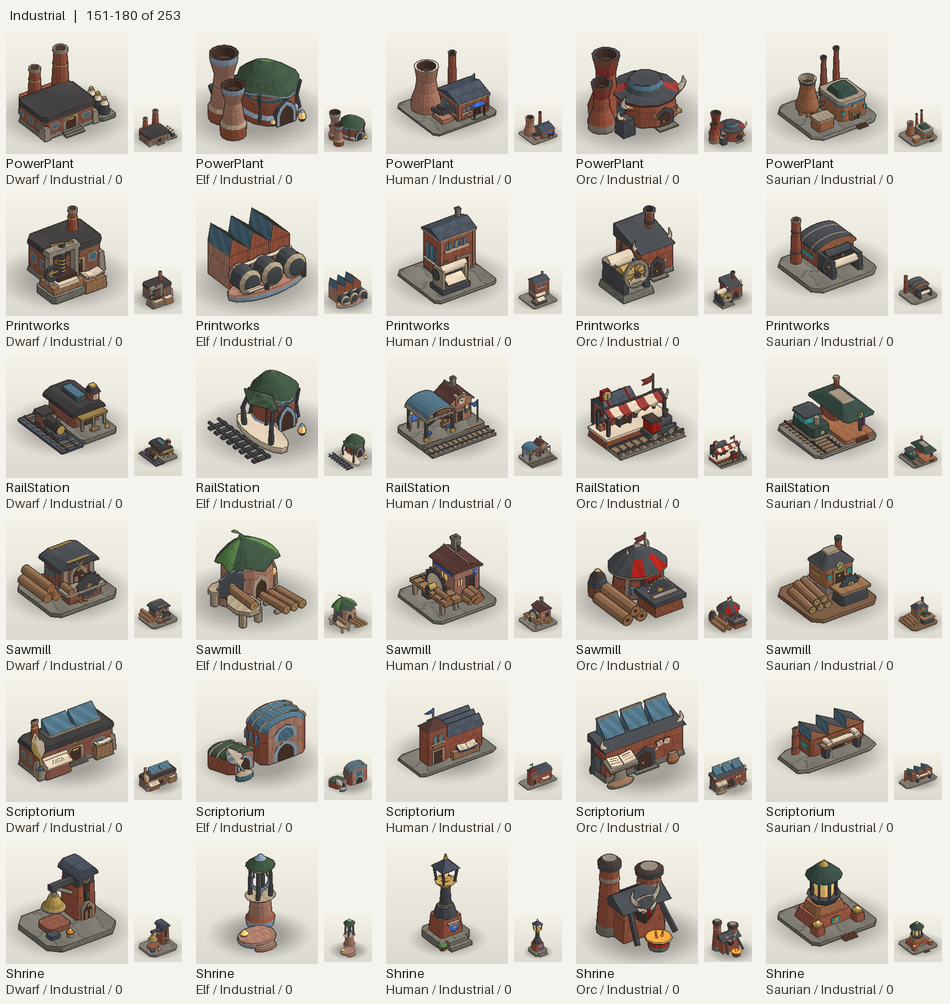 Industrial | 151-180 of 253
PowerPlant
Dwarf / Industrial / 0
PowerPlant
Elf / Industrial / 0
PowerPlant
Human / Industrial / 0
PowerPlant
Orc / Industrial / 0
PowerPlant
Saurian / Industrial / 0
Printworks
Dwarf / Industrial / 0
Printworks
Elf / Industrial / 0
Printworks
Human / Industrial / 0
Printworks
Orc / Industrial / 0
Printworks
Saurian / Industrial / 0
RailStation
Dwarf / Industrial / 0
RailStation
Elf / Industrial / 0
RailStation
Human / Industrial / 0
RailStation
Orc / Industrial / 0
RailStation
Saurian / Industrial / 0
Sawmill
Dwarf / Industrial / 0
Sawmill
Elf / Industrial / 0
Sawmill
Human / Industrial / 0
Sawmill
Orc / Industrial / 0
Sawmill
Saurian / Industrial / 0
Scriptorium
Dwarf / Industrial / 0
Scriptorium
Elf / Industrial / 0
Scriptorium
Human / Industrial / 0
Scriptorium
Orc / Industrial / 0
Scriptorium
Saurian / Industrial / 0
Shrine
Dwarf / Industrial / 0
Shrine
Elf / Industrial / 0
Shrine
Human / Industrial / 0
Shrine
Orc / Industrial / 0
Shrine
Saurian / Industrial / 0